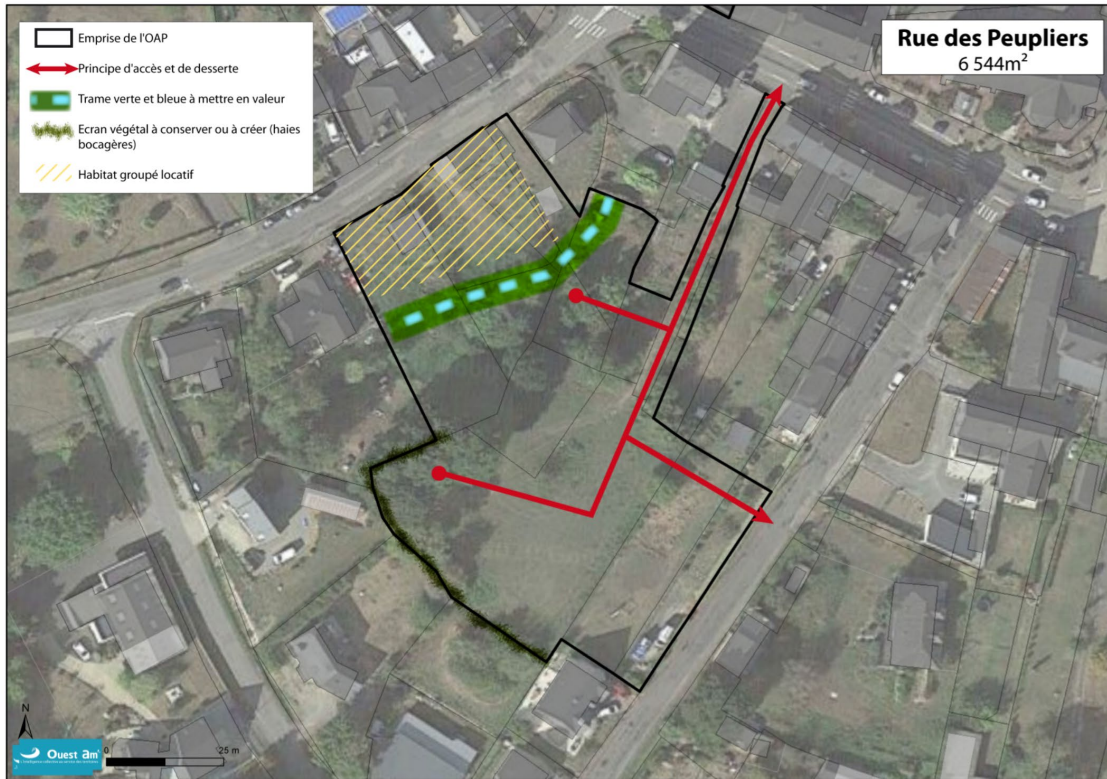 Emprise de l'OAP
Principe d'accès et de desserte
Trame verte et bleue à mettre en valeur
Ecran végétal à conserver ou à créer (haies
bocagères)
Habitat groupé locatif
Rue des Peupliers
6 544m²
N
Ouest am'
0
25 m